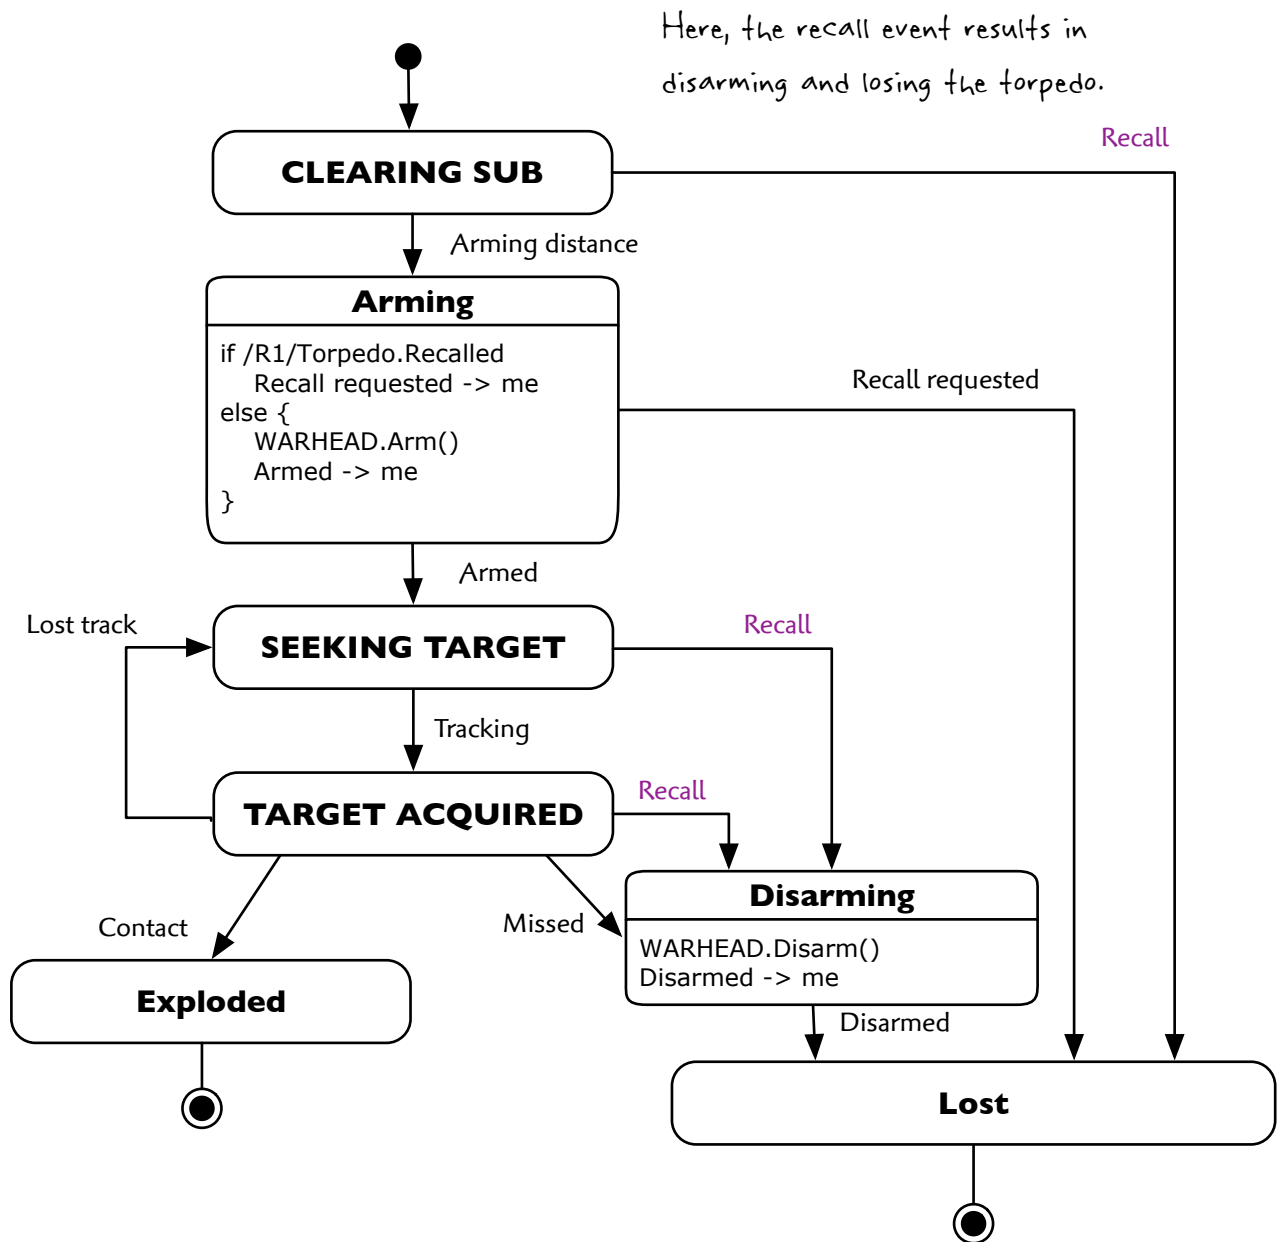 Here, the recall event results in
disarming and losing the torpedo.
Recall
CLEARING SUB
Arming distance
Arming
if /R1/Torpedo.Recalled
Recall requested -> me
else {
WARHEAD.Arm()
Armed -> me
}
Recall requested
Armed
Lost track
SEEKING TARGET
Recall
Tracking
TARGET ACQUIRED
Recall
Contact
Missed
Disarming
WARHEAD.Disarm()
Disarmed -> me
Exploded
Disarmed
Lost